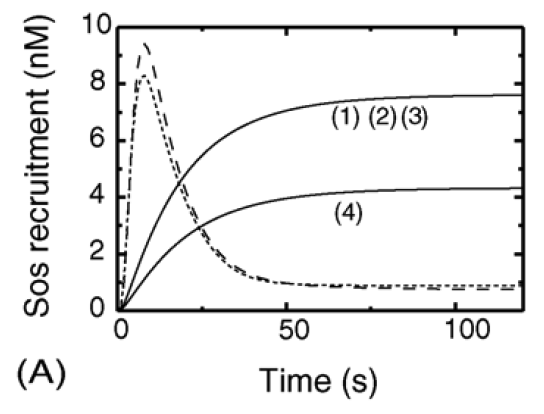 Sos recruitment (nM)
10
8
6
4
2
0
(1) (2) (3)
(4)
0 50 100
Time (s)
(A)